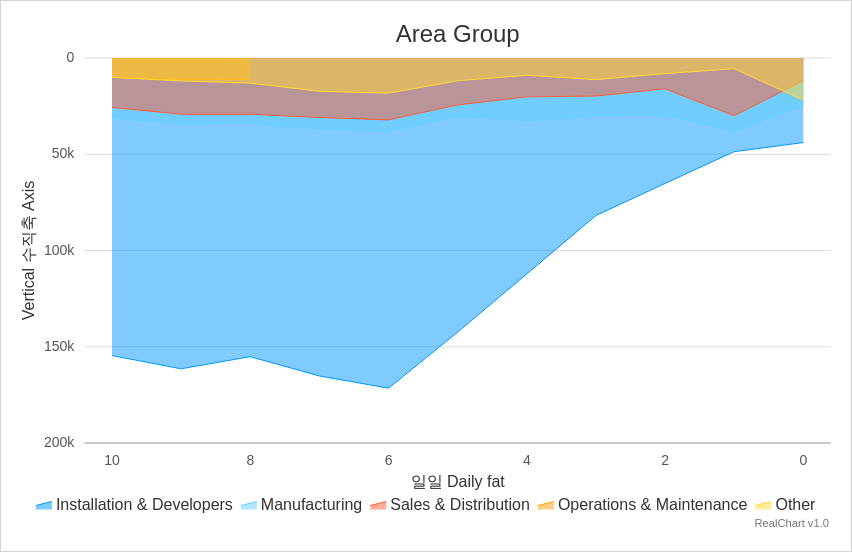 Area Group
0
50k
100k
150k
200k
Vertical 수직축 Axis
10 8 6 4 2 0
일일 Daily fat
Installation & Developers Manufacturing Sales & Distribution Operations & Maintenance Other
RealChart v1.0